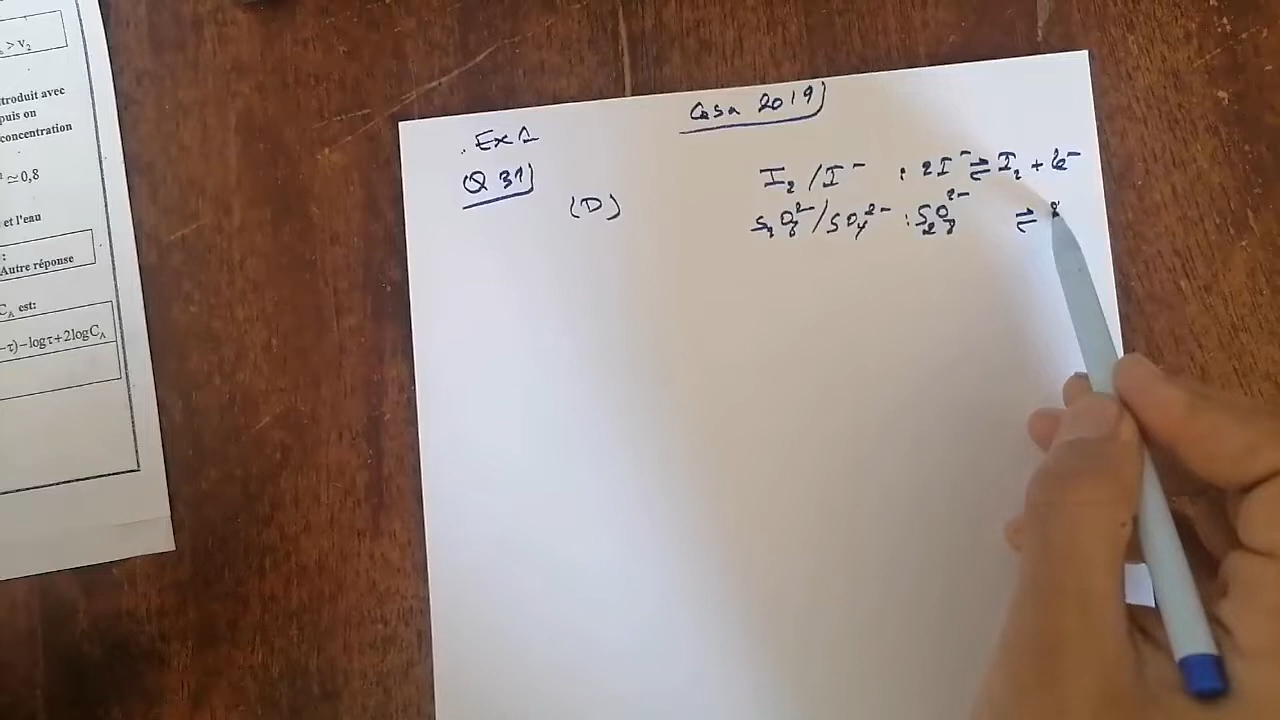 > v₂
troduit avec
puis on
concentration
≃0,8
et l'eau
:
Autre réponse
C_A est:
-τ)-logτ+2logC_A
Casa 2019
Ex 1
Q 31)
(D)
I₂/I⁻ : 2I⁻ ⇌ I₂ + 2e⁻
S₂O₈²⁻/SO₄²⁻ : S₂O₈²⁻ ⇌